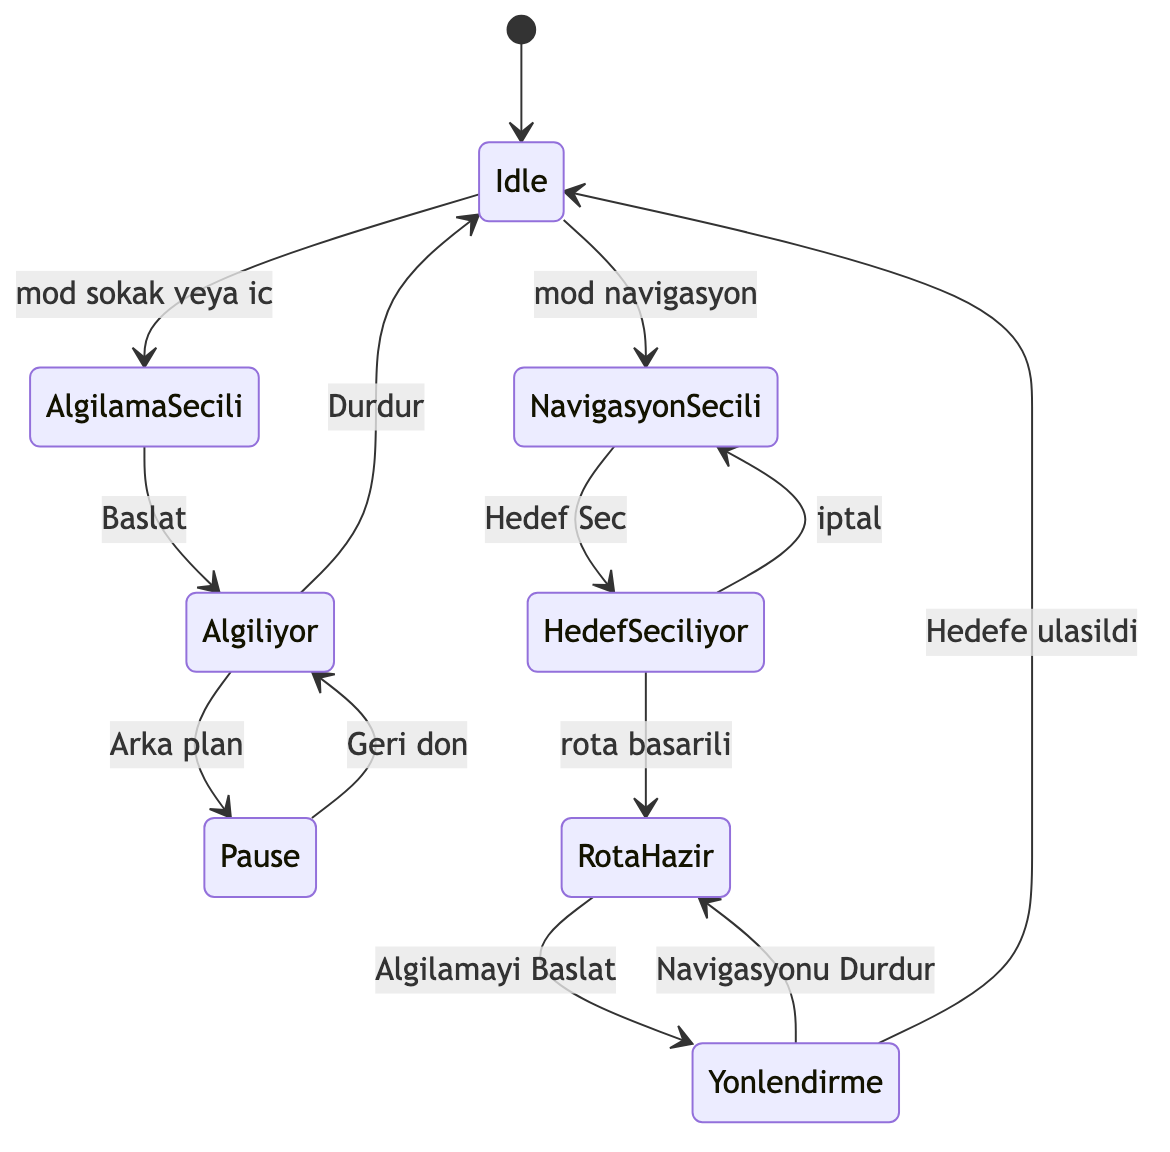 Idle
mod sokak veya ic
mod navigasyon
AlgilamaSecili
Durdur
NavigasyonSecili
Baslat
Hedef Sec
iptal
Algiliyor
HedefSeciliyor
Hedefe ulasildi
Arka plan
Geri don
rota basarili
Pause
RotaHazir
Algilamayi Baslat
Navigasyonu Durdur
Yonlendirme